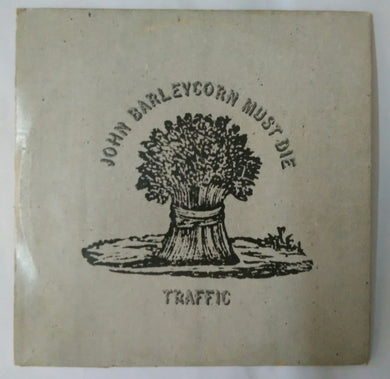 JOHN BARLEYCORN MUST DIE
TRAFFIC